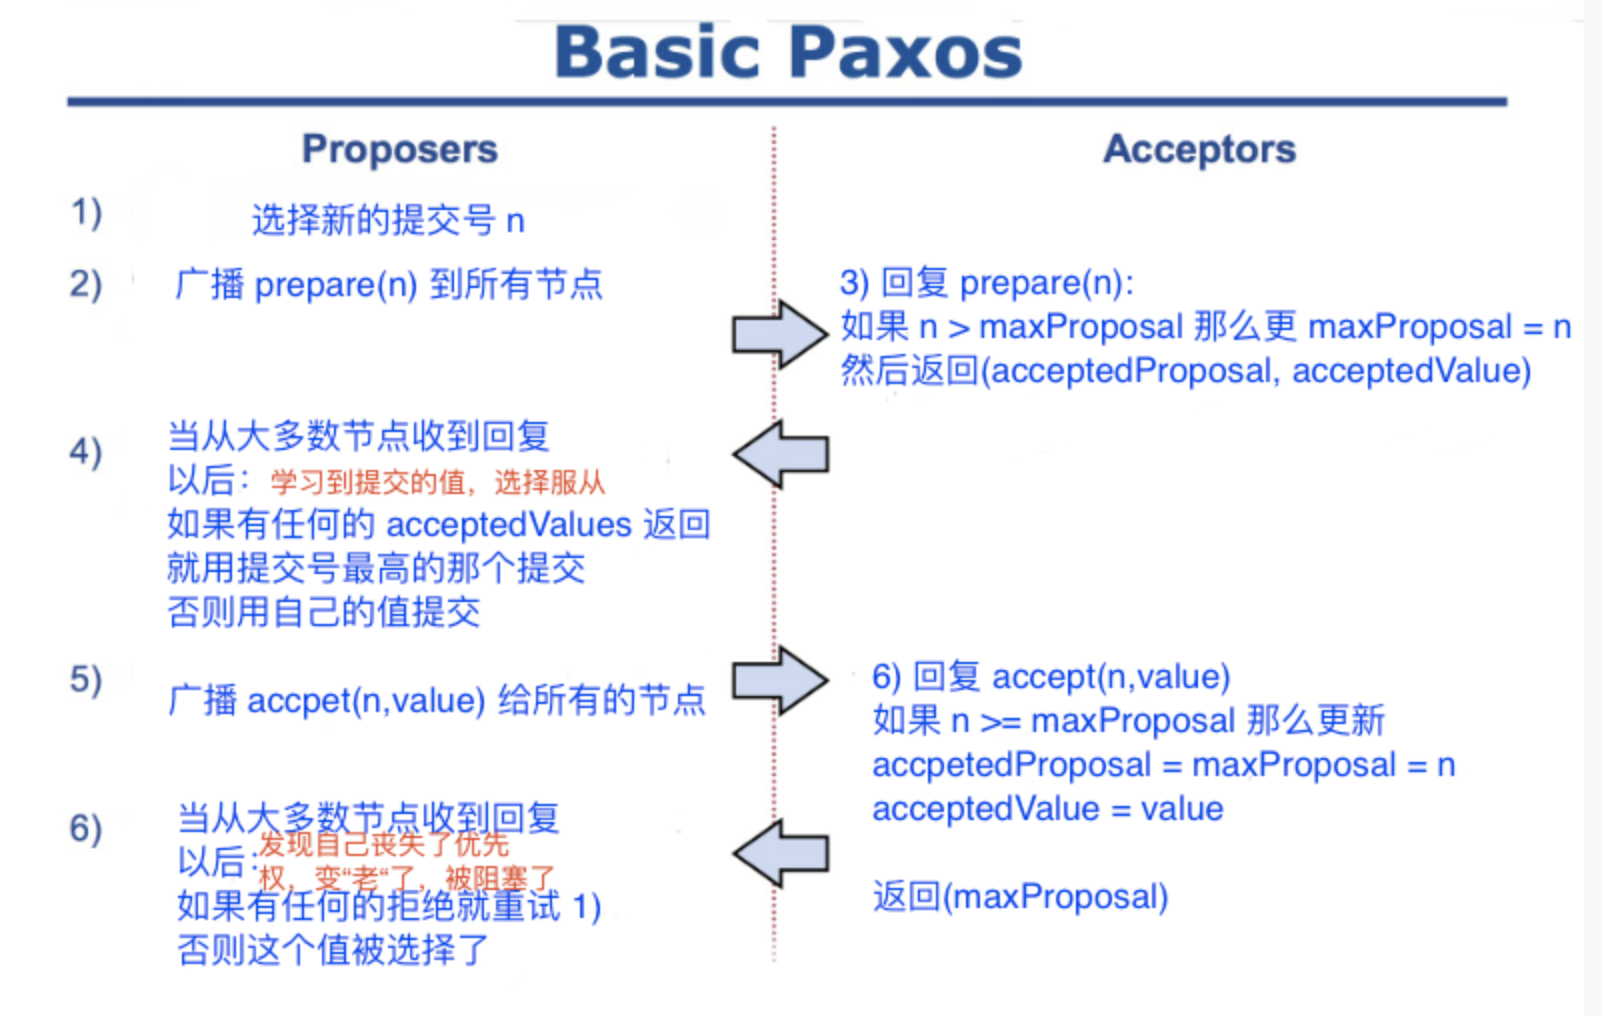 Basic Paxos
Proposers
Acceptors
1)
选择新的提交号 n
2)
广播 prepare(n) 到所有节点
3) 回复 prepare(n):
如果 n > maxProposal 那么更 maxProposal = n
然后返回(acceptedProposal, acceptedValue)
4)
当从大多数节点收到回复
以后：学习到提交的值，选择服从
如果有任何的 acceptedValues 返回
就用提交号最高的那个提交
否则用自己的值提交
5)
广播 accpet(n,value) 给所有的节点
6) 回复 accept(n,value)
如果 n >= maxProposal 那么更新
accpetedProposal = maxProposal = n
acceptedValue = value
返回(maxProposal)
6)
当从大多数节点收到回复
以后：
发现自己丧失了优先
权，变“老“了，被阻塞了
如果有任何的拒绝就重试 1)
否则这个值被选择了